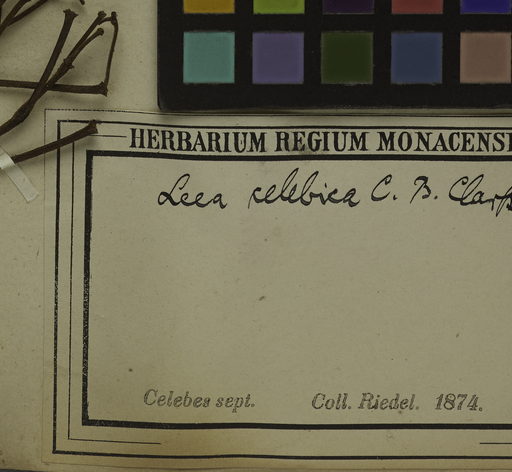 HERBARIUM REGIUM MONACENSE
Leea celebica C. B. Clarke
Celebes sept. Coll. Riedel. 1874.